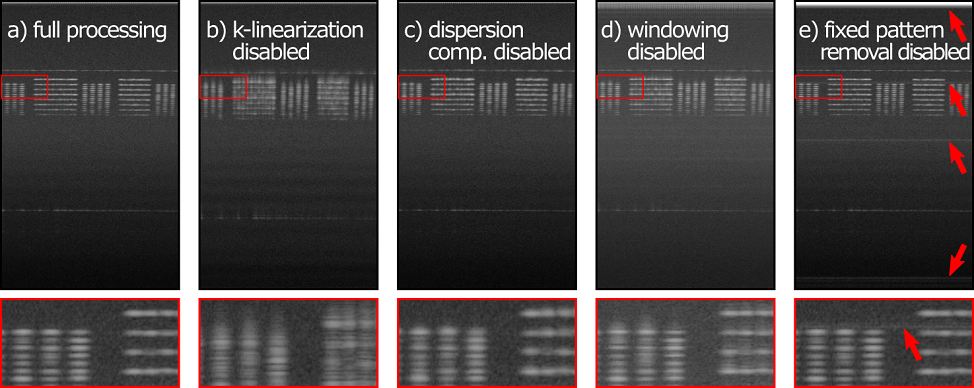 a) full processing
b) k-linearization
disabled
c) dispersion
comp. disabled
d) windowing
disabled
e) fixed pattern
removal disabled